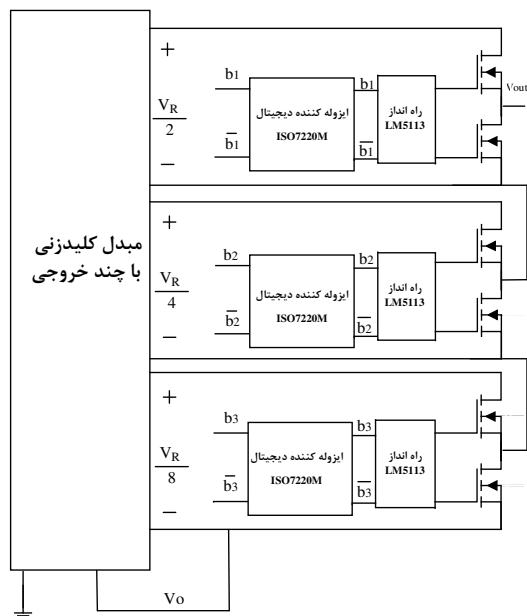 مبدل کلیدزنی
با چند خروجی
+
V_R
2
−
b1
b̅1̅
ایزوله کننده دیجیتال
ISO7220M
b1
b̅1̅
راه انداز
LM5113
Vout
+
V_R
4
−
b2
b̅2̅
ایزوله کننده دیجیتال
ISO7220M
b2
b̅2̅
راه انداز
LM5113
+
V_R
8
−
b3
b̅3̅
ایزوله کننده دیجیتال
ISO7220M
b3
b̅3̅
راه انداز
LM5113
Vo